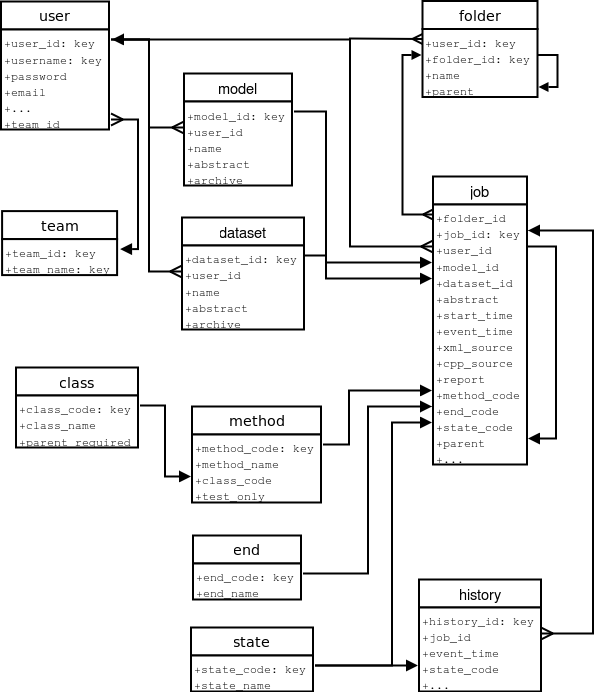 user
+user_id: key
+username: key
+password
+email
+...
+team_id
folder
+user_id: key
+folder_id: key
+name
+parent
model
+model_id: key
+user_id
+name
+abstract
+archive
team
+team_id: key
+team_name: key
dataset
+dataset_id: key
+user_id
+name
+abstract
+archive
job
+folder_id
+job_id: key
+user_id
+model_id
+dataset_id
+abstract
+start_time
+event_time
+xml_source
+cpp_source
+report
+method_code
+end_code
+state_code
+parent
+...
class
+class_code: key
+class_name
+parent_required
method
+method_code: key
+method_name
+class_code
+test_only
end
+end_code: key
+end_name
state
+state_code: key
+state_name
history
+history_id: key
+job_id
+event_time
+state_code
+...